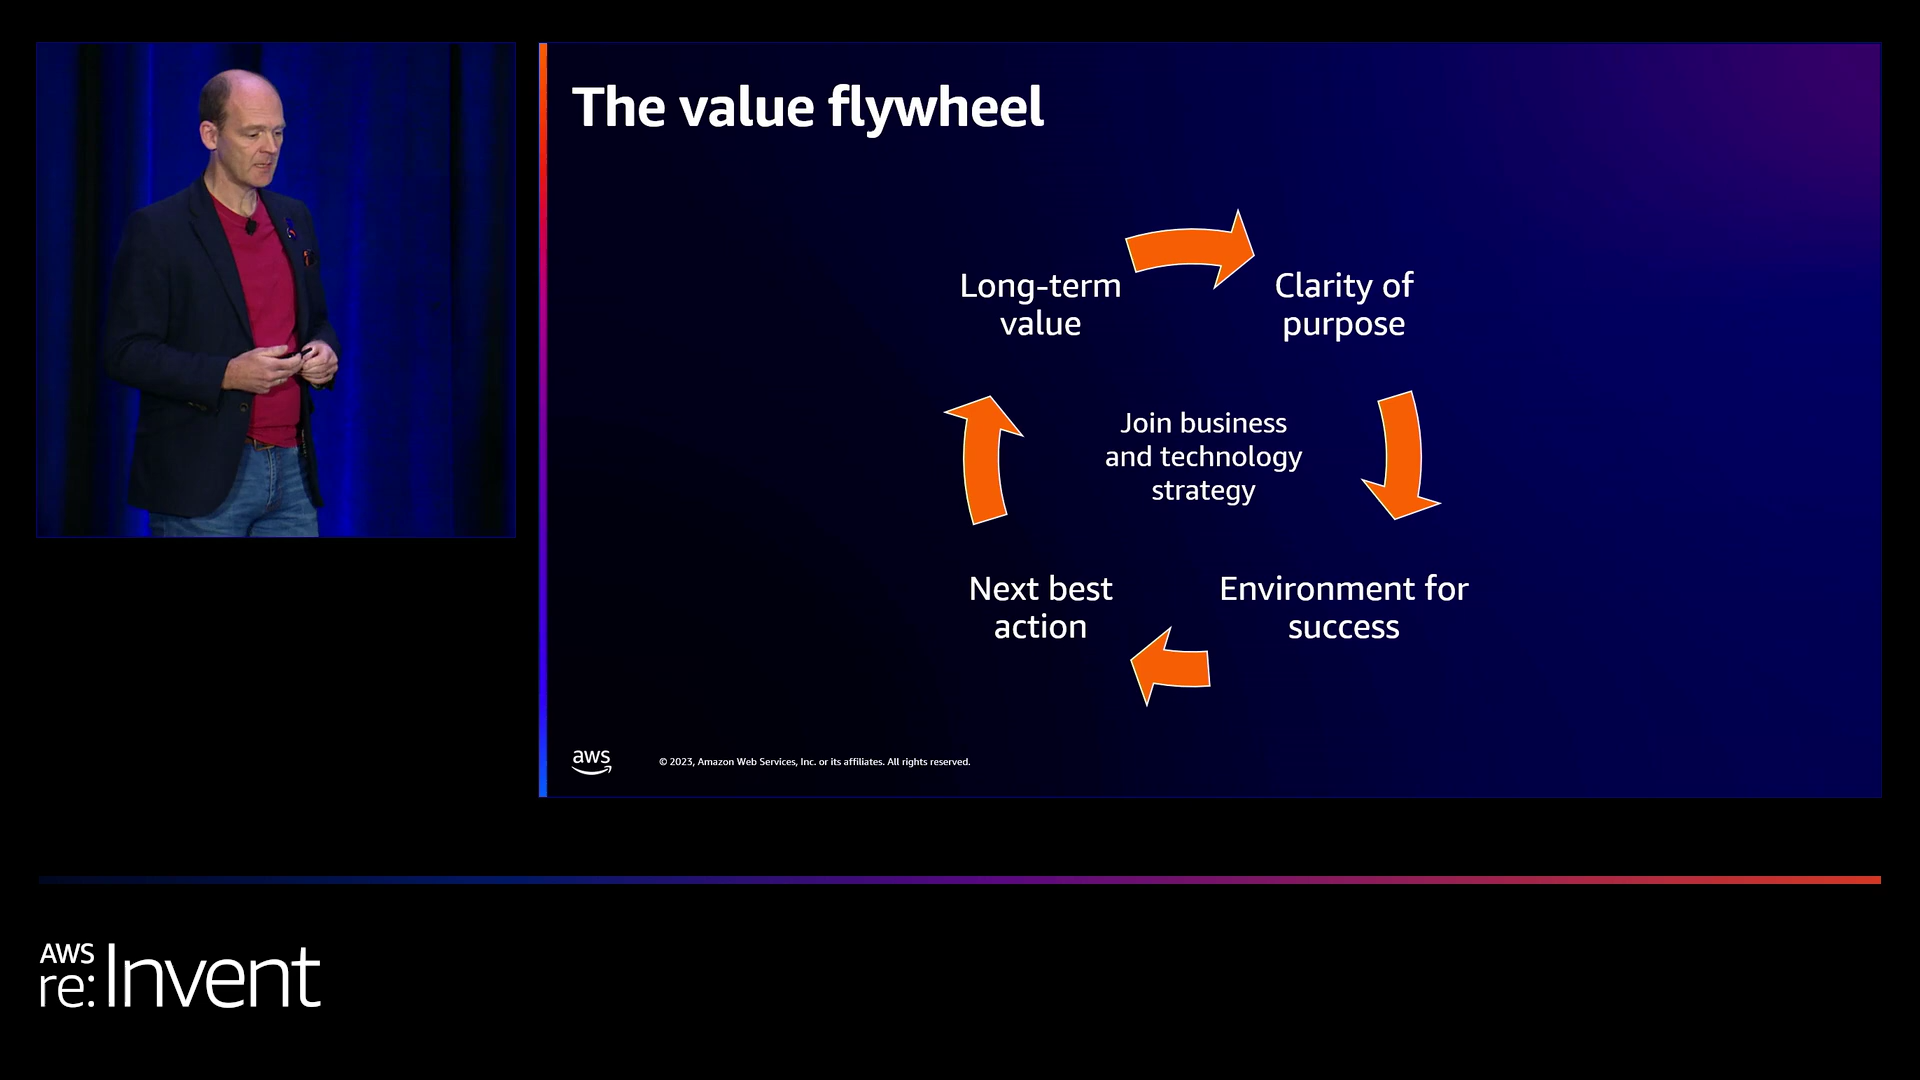 The value flywheel
Long-term
value
Clarity of
purpose
Join business
and technology
strategy
Next best
action
Environment for
success
aws
© 2023, Amazon Web Services, Inc. or its affiliates. All rights reserved.
AWS
re:Invent